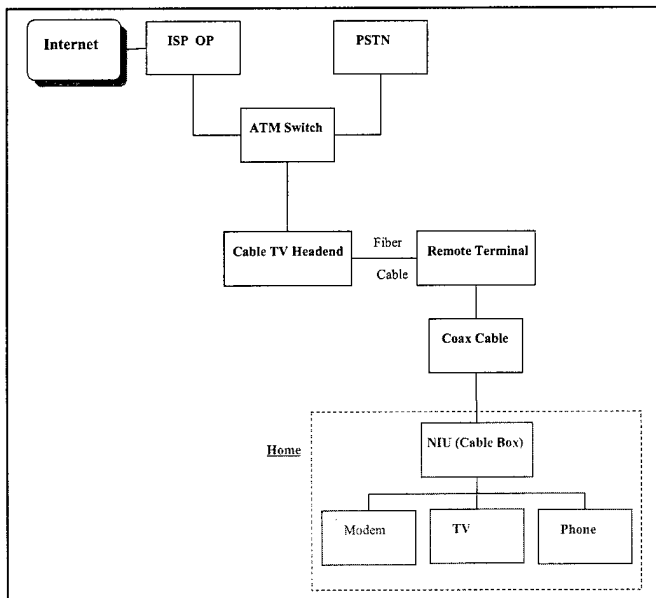 Internet
ISP OP
PSTN
ATM Switch
Cable TV Headend
Fiber
Cable
Remote Terminal
Coax Cable
Home
NIU (Cable Box)
Modem
TV
Phone